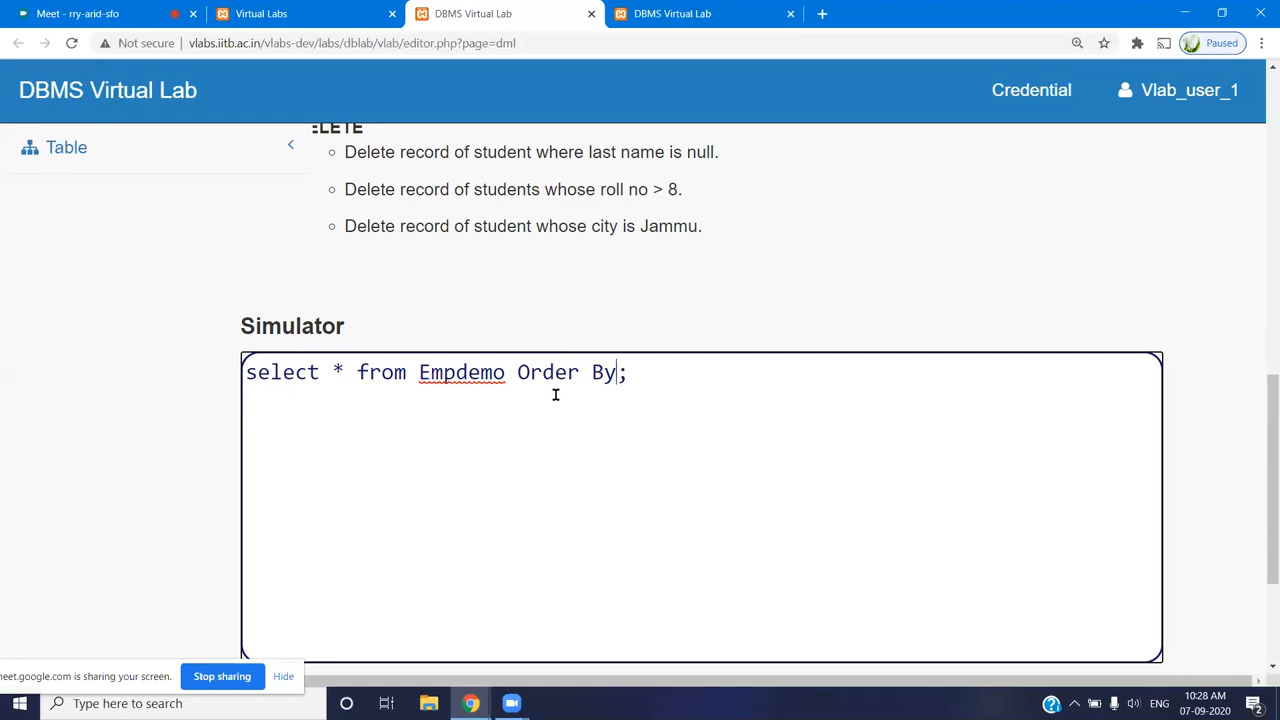 Meet - rry-arid-sfo
Virtual Labs
DBMS Virtual Lab
DBMS Virtual Lab
Not secure
vlabs.iitb.ac.in/vlabs-dev/labs/dblab/vlab/editor.php?page=dml
Paused
DBMS Virtual Lab
Credential
Vlab_user_1
Table
ELETE
Delete record of student where last name is null.
Delete record of students whose roll no > 8.
Delete record of student whose city is Jammu.
Simulator
select * from Empdemo Order By;
meet.google.com is sharing your screen.
Stop sharing
Hide
Type here to search
ENG
10:28 AM
07-09-2020
2